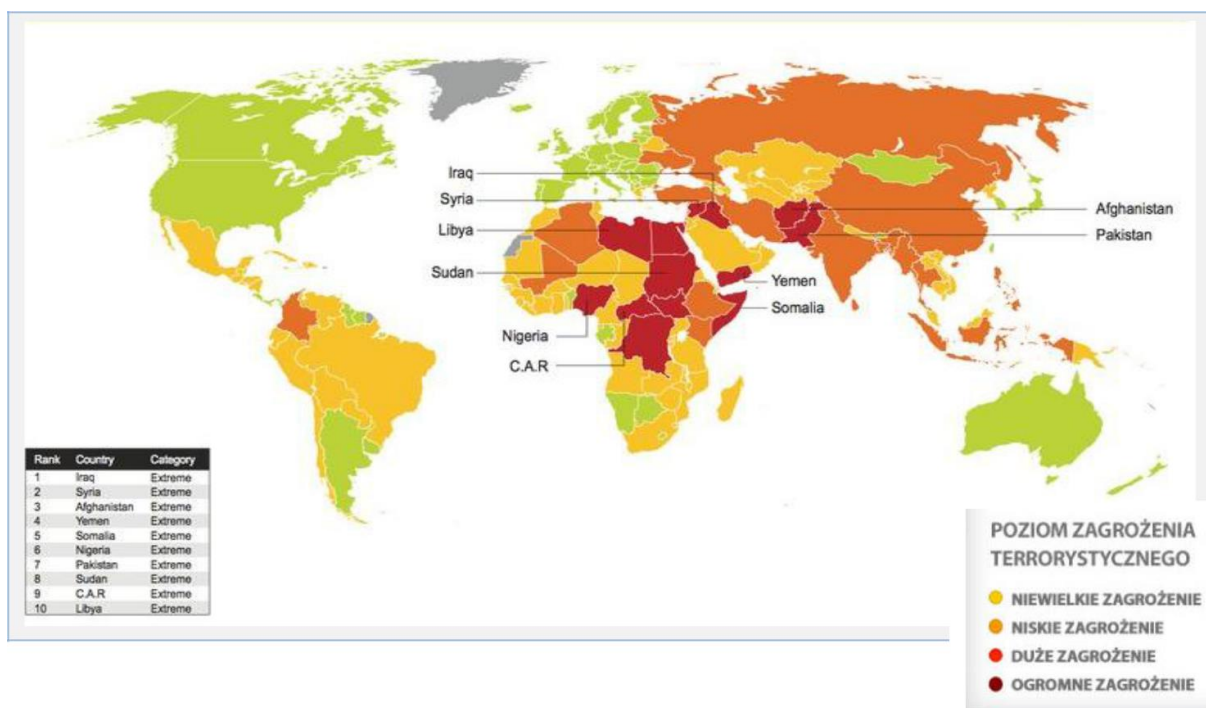 Iraq
Syria
Libya
Sudan
Nigeria
C.A.R
Afghanistan
Pakistan
Yemen
Somalia
Rank Country Category
1 Iraq Extreme
2 Syria Extreme
3 Afghanistan Extreme
4 Yemen Extreme
5 Somalia Extreme
6 Nigeria Extreme
7 Pakistan Extreme
8 Sudan Extreme
9 C.A.R Extreme
10 Libya Extreme
POZIOM ZAGROŻENIA
TERRORYSTYCZNEGO
NIEWIELKIE ZAGROŻENIE
NISKIE ZAGROŻENIE
DUŻE ZAGROŻENIE
OGROMNE ZAGROŻENIE